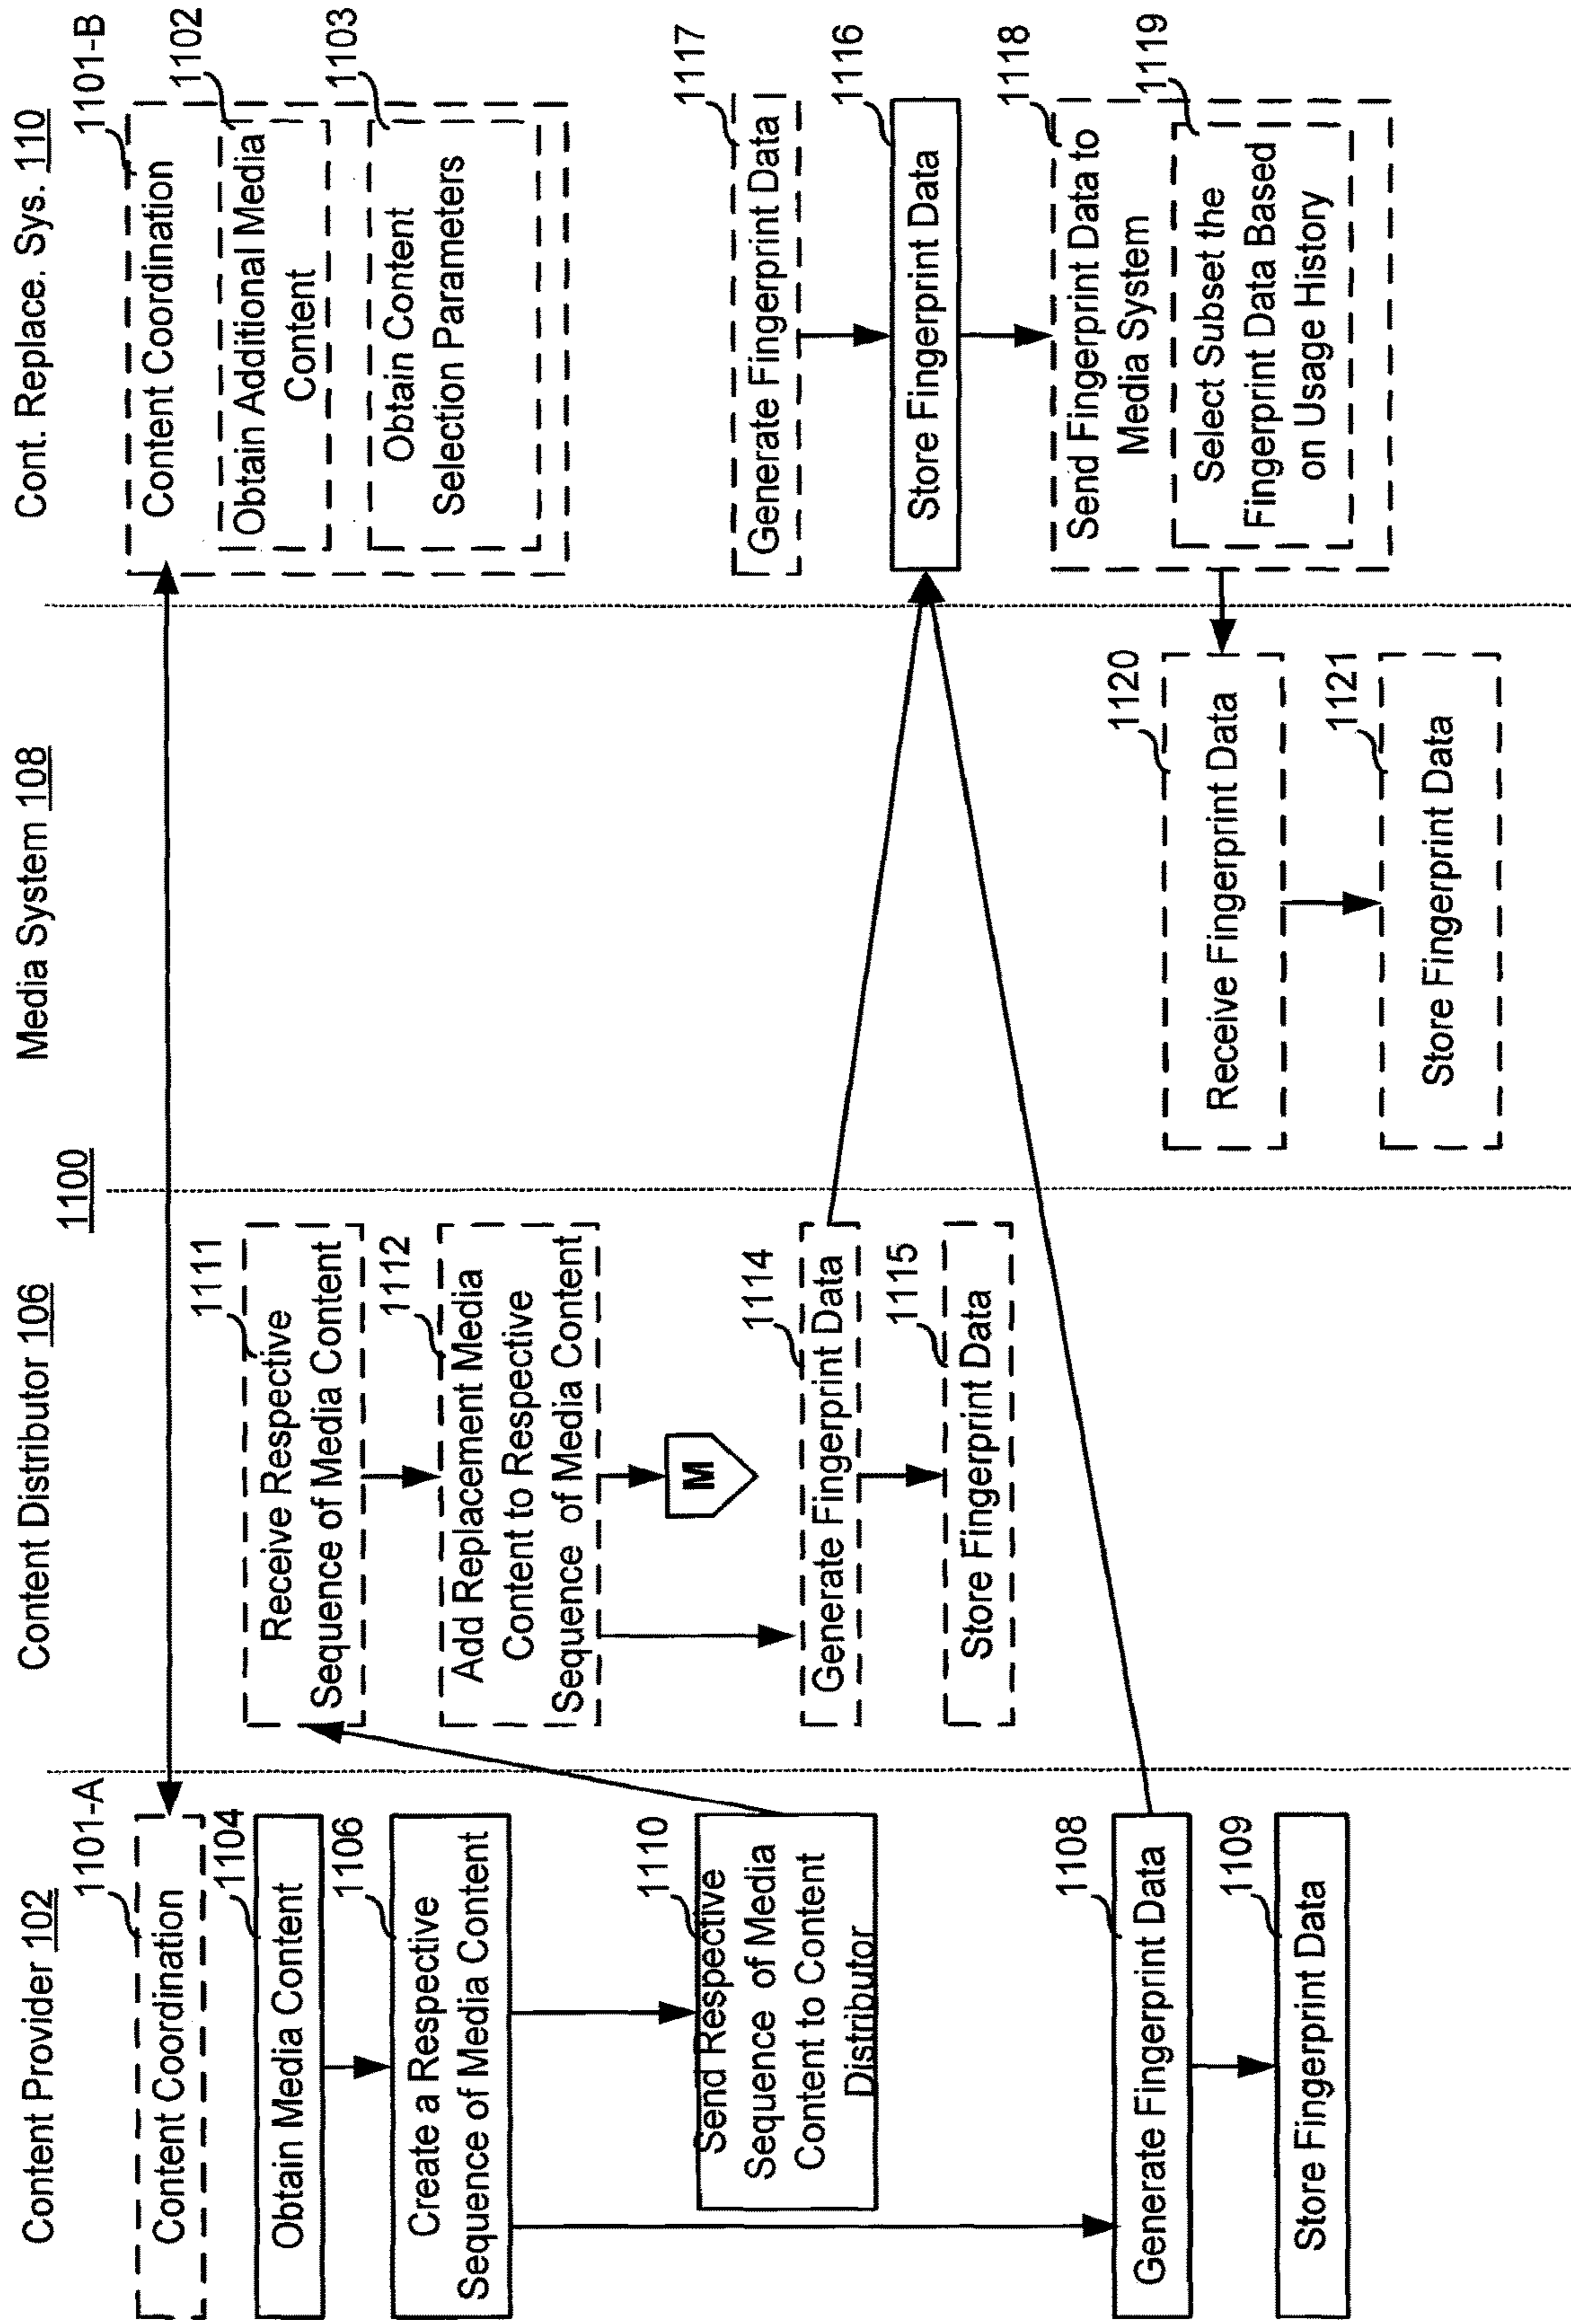 1100
Content Provider 102
1101-A
Content Coordination
1104
Obtain Media Content
1106
Create a Respective
Sequence of Media Content
1110
Send Respective
Sequence of Media
Content to Content
Distributor
1108
Generate Fingerprint Data
1109
Store Fingerprint Data
Content Distributor 106
1111
Receive Respective
Sequence of Media Content
1112
Add Replacement Media
Content to Respective
Sequence of Media Content
M
1114
Generate Fingerprint Data
1115
Store Fingerprint Data
Media System 108
1120
Receive Fingerprint Data
1121
Store Fingerprint Data
Cont. Replace. Sys. 110
1101-B
Content Coordination
1102
Obtain Additional Media
Content
1103
Obtain Content
Selection Parameters
1117
Generate Fingerprint Data
1116
Store Fingerprint Data
1118
Send Fingerprint Data to
Media System
1119
Select Subset the
Fingerprint Data Based
on Usage History